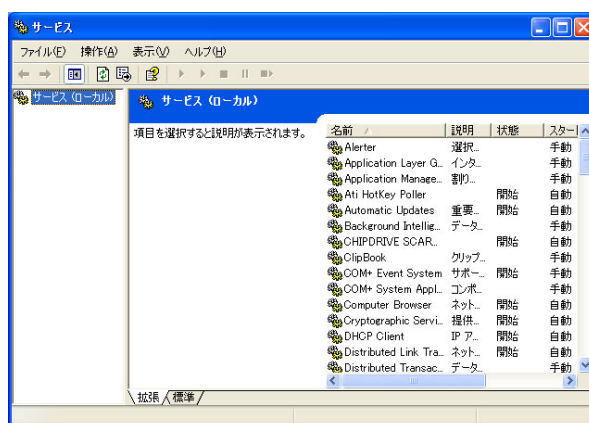 サービス
ファイル(F) 操作(A) 表示(V) ヘルプ(H)
サービス (ローカル)
サービス (ローカル)
項目を選択すると説明が表示されます。
名前 説明 状態 スタート
Alerter 選択... 手動
Application Layer G... インタ... 手動
Application Manage... 割り... 手動
Ati HotKey Poller 開始 自動
Automatic Updates 重要... 開始 自動
Background Intellig... データ... 手動
CHIPDRIVE SCAR... 開始 自動
ClipBook クリップ... 手動
COM+ Event System サポー... 開始 手動
COM+ System Appl... コンポ... 手動
Computer Browser ネット... 開始 自動
Cryptographic Servi... 提供... 開始 自動
DHCP Client IP ア... 開始 自動
Distributed Link Tra... ネット... 開始 自動
Distributed Transac... データ... 手動
拡張 標準